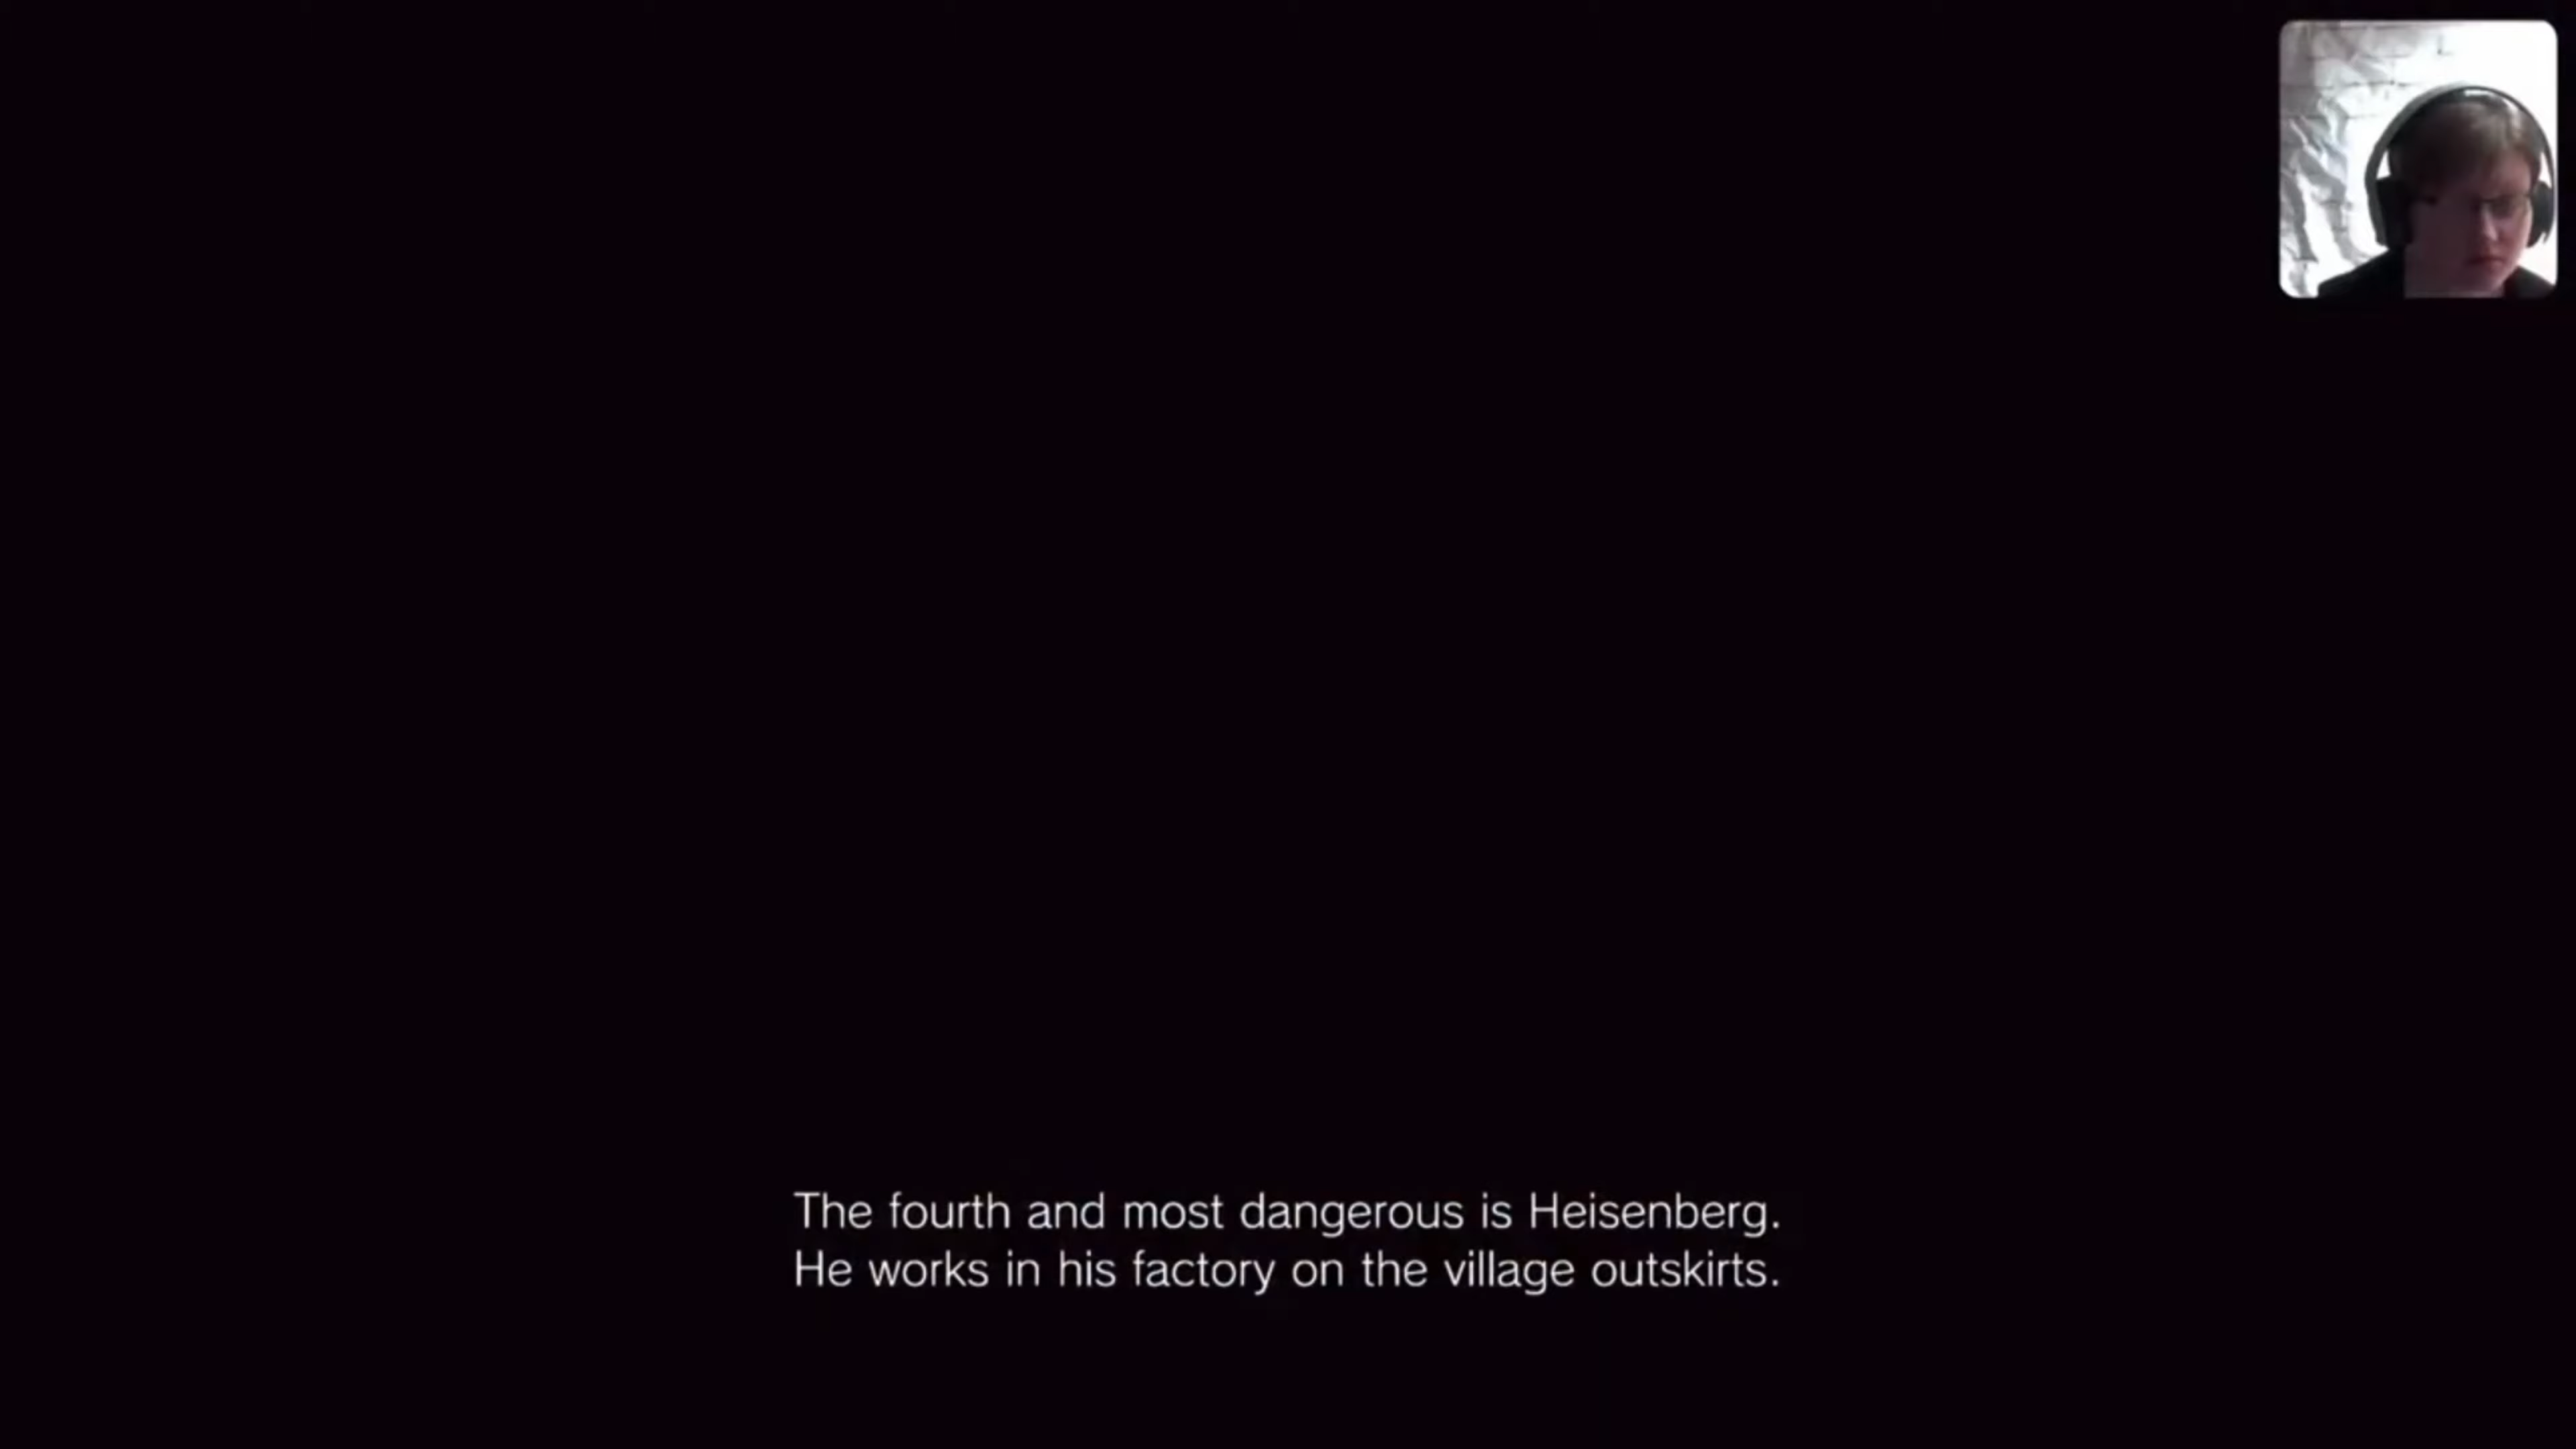 The fourth and most dangerous is Heisenberg.
He works in his factory on the village outskirts.